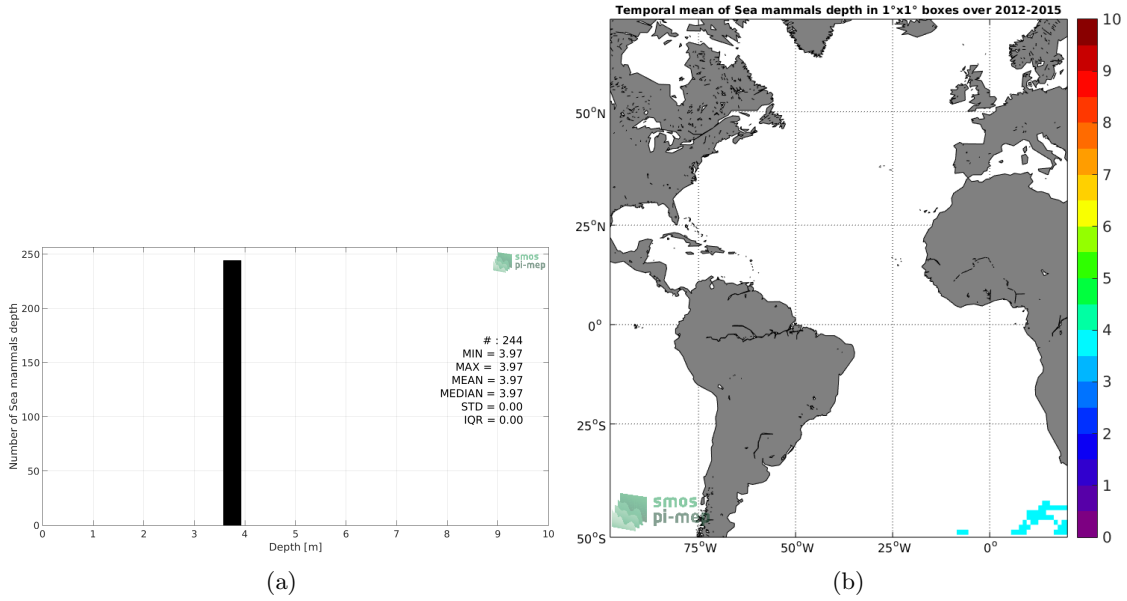 Temporal mean of Sea mammals depth in 1°x1° boxes over 2012-2015
250
200
150
100
50
0
Number of Sea mammals depth
smos
pi-mep
# : 244
MIN = 3.97
MAX = 3.97
MEAN = 3.97
MEDIAN = 3.97
STD = 0.00
IQR = 0.00
0 1 2 3 4 5 6 7 8 9 10
Depth [m]
(a)
50°N
25°N
0°
25°S
50°S
smos
pi-mep
75°W 50°W 25°W 0°
10
9
8
7
6
5
4
3
2
1
0
(b)